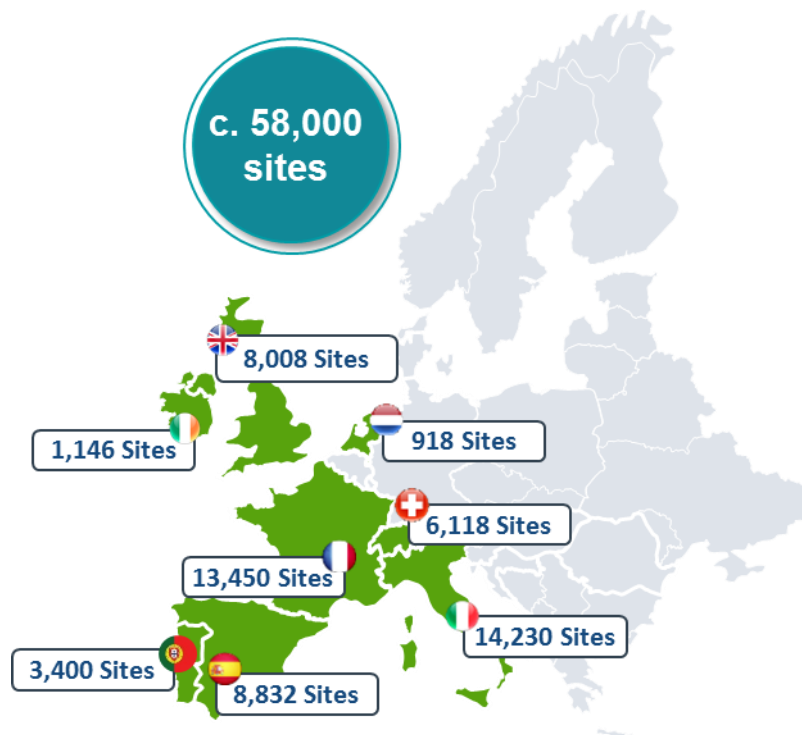 c. 58,000
sites
8,008 Sites
1,146 Sites
918 Sites
6,118 Sites
13,450 Sites
14,230 Sites
3,400 Sites
8,832 Sites